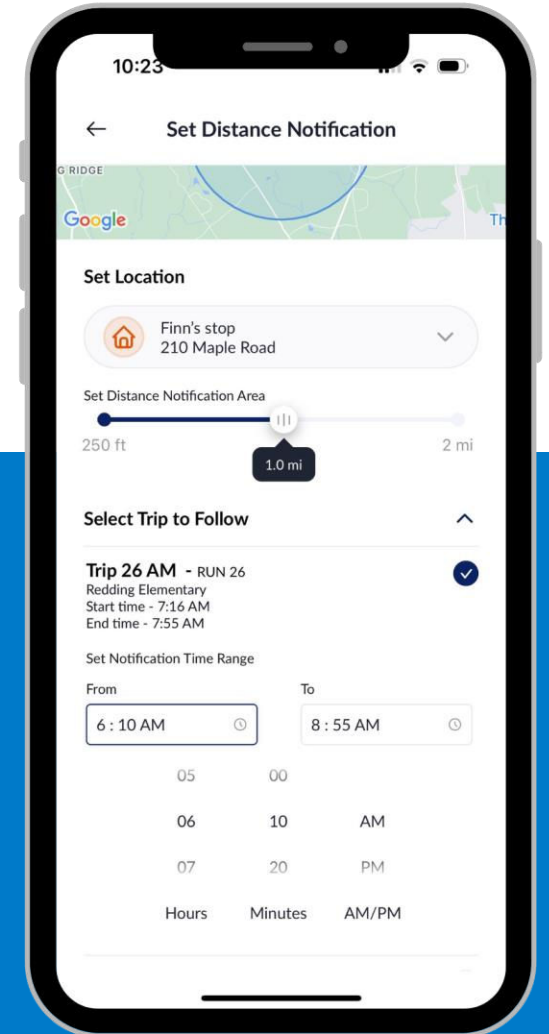 10:23
Set Distance Notification
G RIDGE
Google
Th
Set Location
Finn's stop
210 Maple Road
Set Distance Notification Area
250 ft
2 mi
1.0 mi
Select Trip to Follow
Trip 26 AM - RUN 26
Redding Elementary
Start time - 7:16 AM
End time - 7:55 AM
Set Notification Time Range
From To
6 : 10 AM 8 : 55 AM
05 00
06 10 AM
07 20 PM
Hours Minutes AM/PM